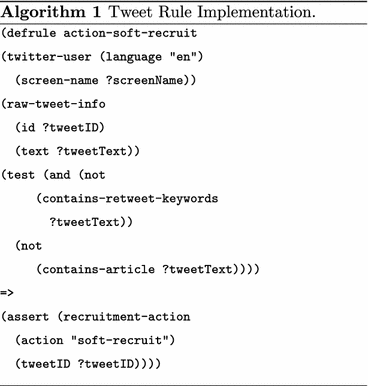 Algorithm 1 Tweet Rule Implementation.
(defrule action-soft-recruit
(twitter-user (language "en")
(screen-name ?screenName))
(raw-tweet-info
(id ?tweetID)
(text ?tweetText))
(test (and (not
(contains-retweet-keywords
?tweetText))
(not
(contains-article ?tweetText))))
=>
(assert (recruitment-action
(action "soft-recruit")
(tweetID ?tweetID))))